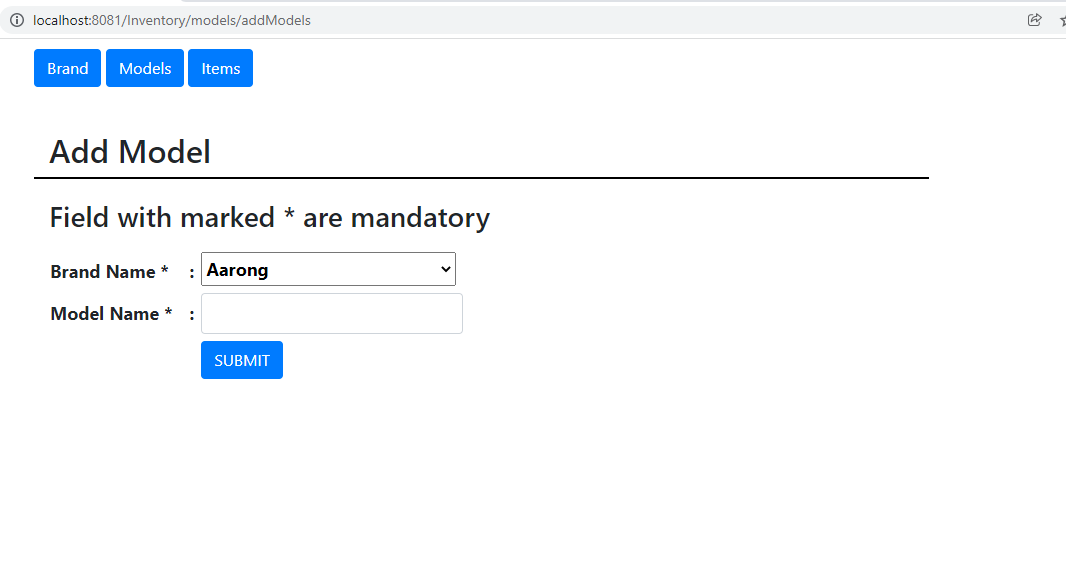 localhost:8081/Inventory/models/addModels
Brand Models Items
Add Model
Field with marked * are mandatory
Brand Name * : Aarong
Model Name * :
SUBMIT